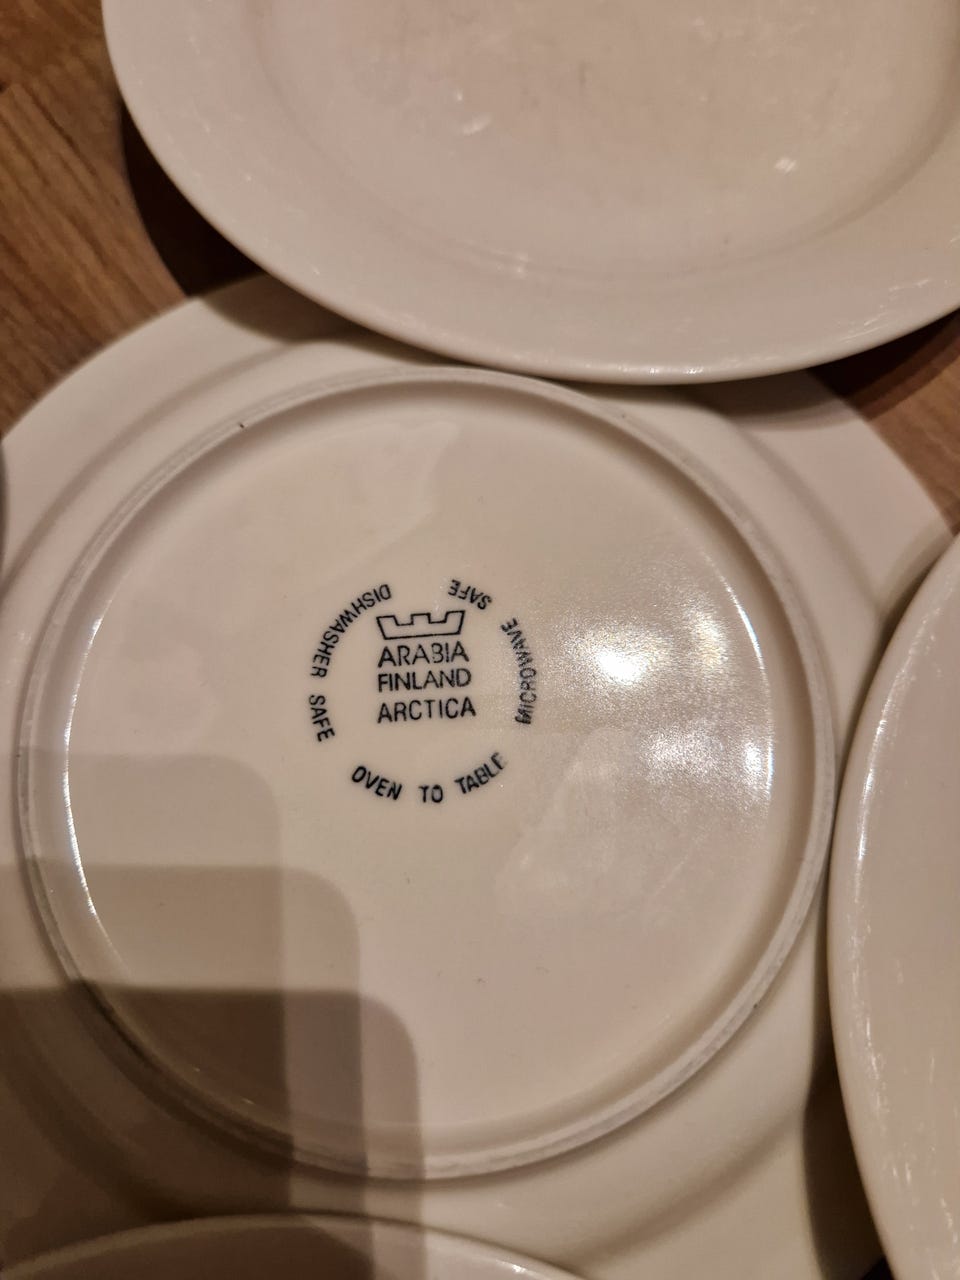 ARABIA
FINLAND
ARCTICA
DISHWASHER SAFE
OVEN TO TABLE
MICROWAVE SAFE